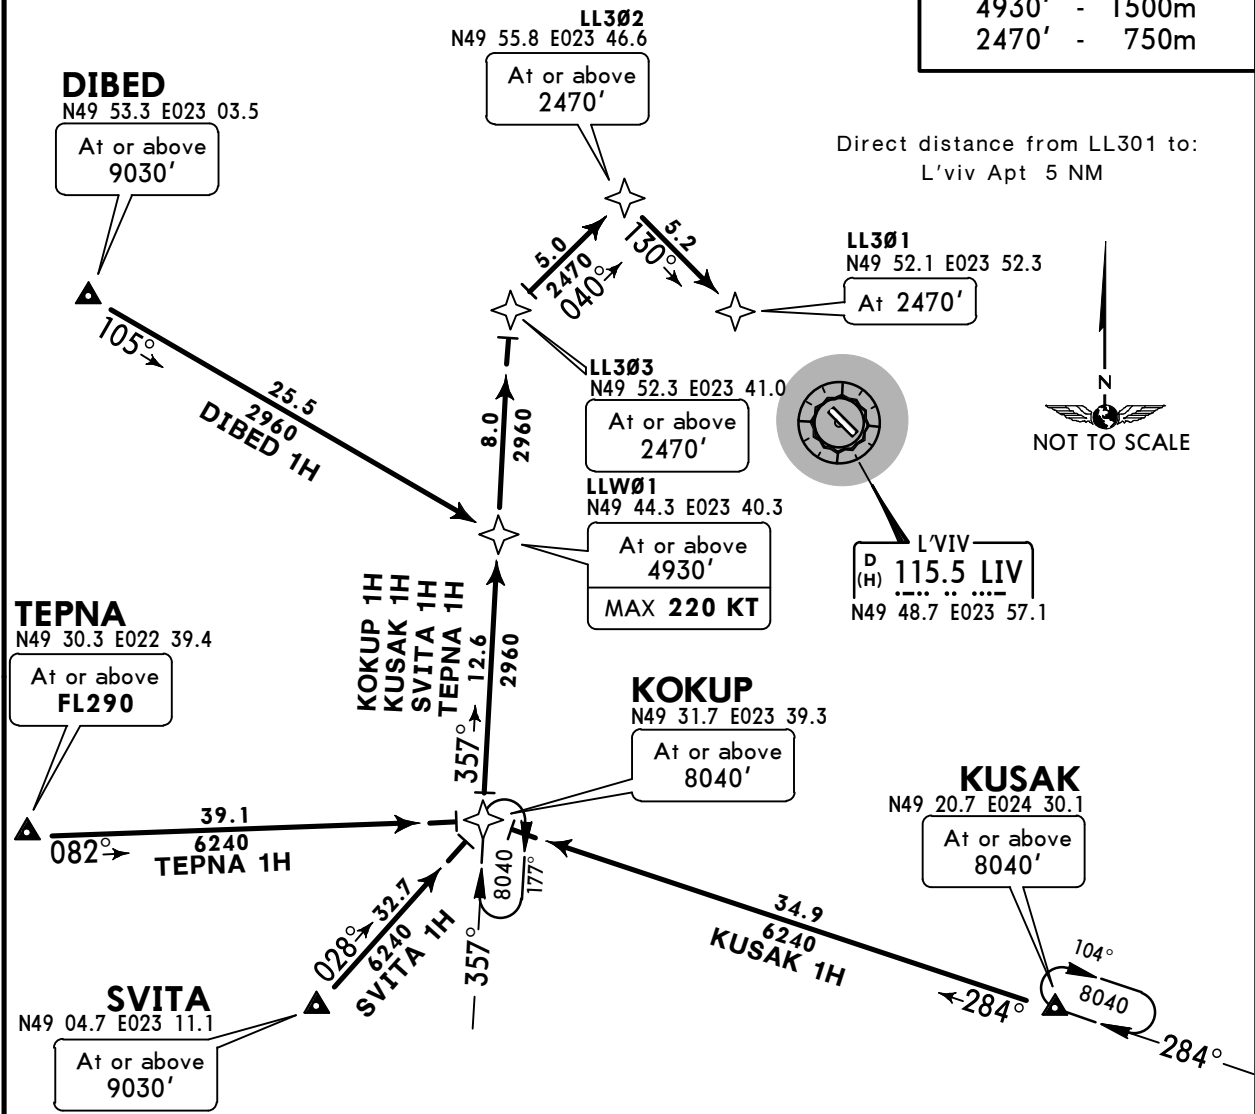 4930' - 1500m
2470' - 750m
LL3Ø2
N49 55.8 E023 46.6
At or above
2470'
DIBED
N49 53.3 E023 03.5
At or above
9030'
Direct distance from LL301 to:
L'viv Apt 5 NM
5.0
2470
040°
5.2
130°
LL3Ø1
N49 52.1 E023 52.3
At 2470'
105°
25.5
2960
DIBED 1H
LL3Ø3
N49 52.3 E023 41.0
At or above
2470'
8.0
2960
N
NOT TO SCALE
LLWØ1
N49 44.3 E023 40.3
At or above
4930'
MAX 220 KT
L'VIV
D
(H) 115.5 LIV
N49 48.7 E023 57.1
KOKUP 1H
KUSAK 1H
SVITA 1H
TEPNA 1H
12.6
2960
357°
TEPNA
N49 30.3 E022 39.4
At or above
FL290
KOKUP
N49 31.7 E023 39.3
At or above
8040'
KUSAK
N49 20.7 E024 30.1
At or above
8040'
39.1
6240
082°
TEPNA 1H
8040
177°
357°
028°
32.7
6240
SVITA 1H
34.9
6240
KUSAK 1H
284°
104°
8040
284°
SVITA
N49 04.7 E023 11.1
At or above
9030'